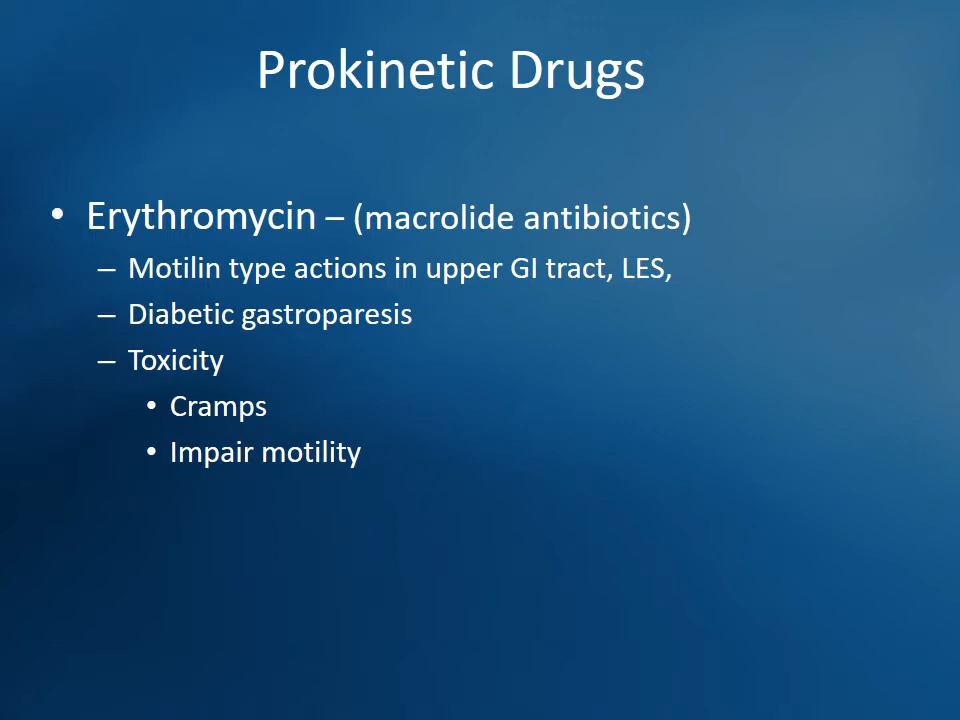 Prokinetic Drugs
• Erythromycin – (macrolide antibiotics)
– Motilin type actions in upper GI tract, LES,
– Diabetic gastroparesis
– Toxicity
• Cramps
• Impair motility